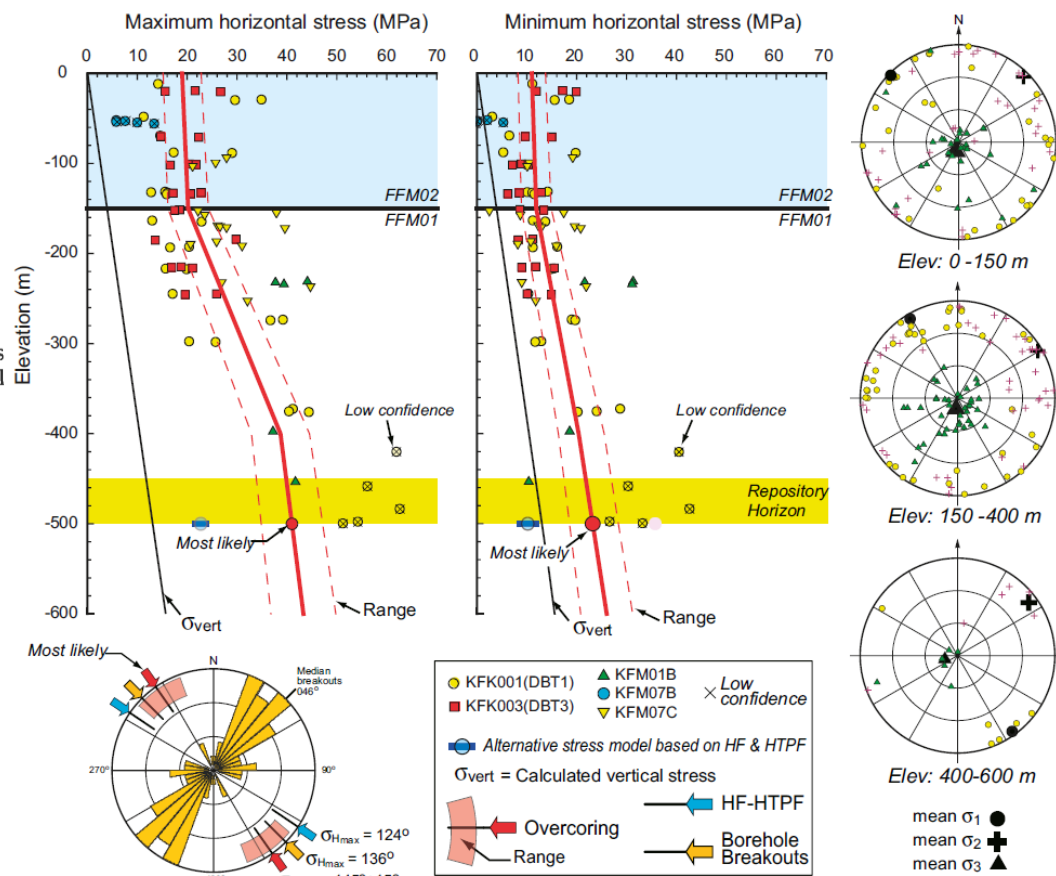 Maximum horizontal stress (MPa)
0 10 20 30 40 50 60 70
Minimum horizontal stress (MPa)
0 10 20 30 40 50 60 70
Elevation (m)
0
-100
-200
-300
-400
-500
-600
FFM02
FFM01
Low confidence
Most likely
σvert
Range
FFM02
FFM01
Low confidence
Repository
Horizon
Most likely
σvert
Range
N
Elev: 0 -150 m
Elev: 150 -400 m
Elev: 400-600 m
mean σ1
mean σ2
mean σ3
Most likely
N
Median
breakouts
046°
270°
90°
σHmax = 124°
σHmax = 136°
KFK001(DBT1)
KFK003(DBT3)
KFM01B
KFM07B
KFM07C
Low
confidence
Alternative stress model based on HF & HTPF
σvert = Calculated vertical stress
Overcoring
Range
HF-HTPF
Borehole
Breakouts